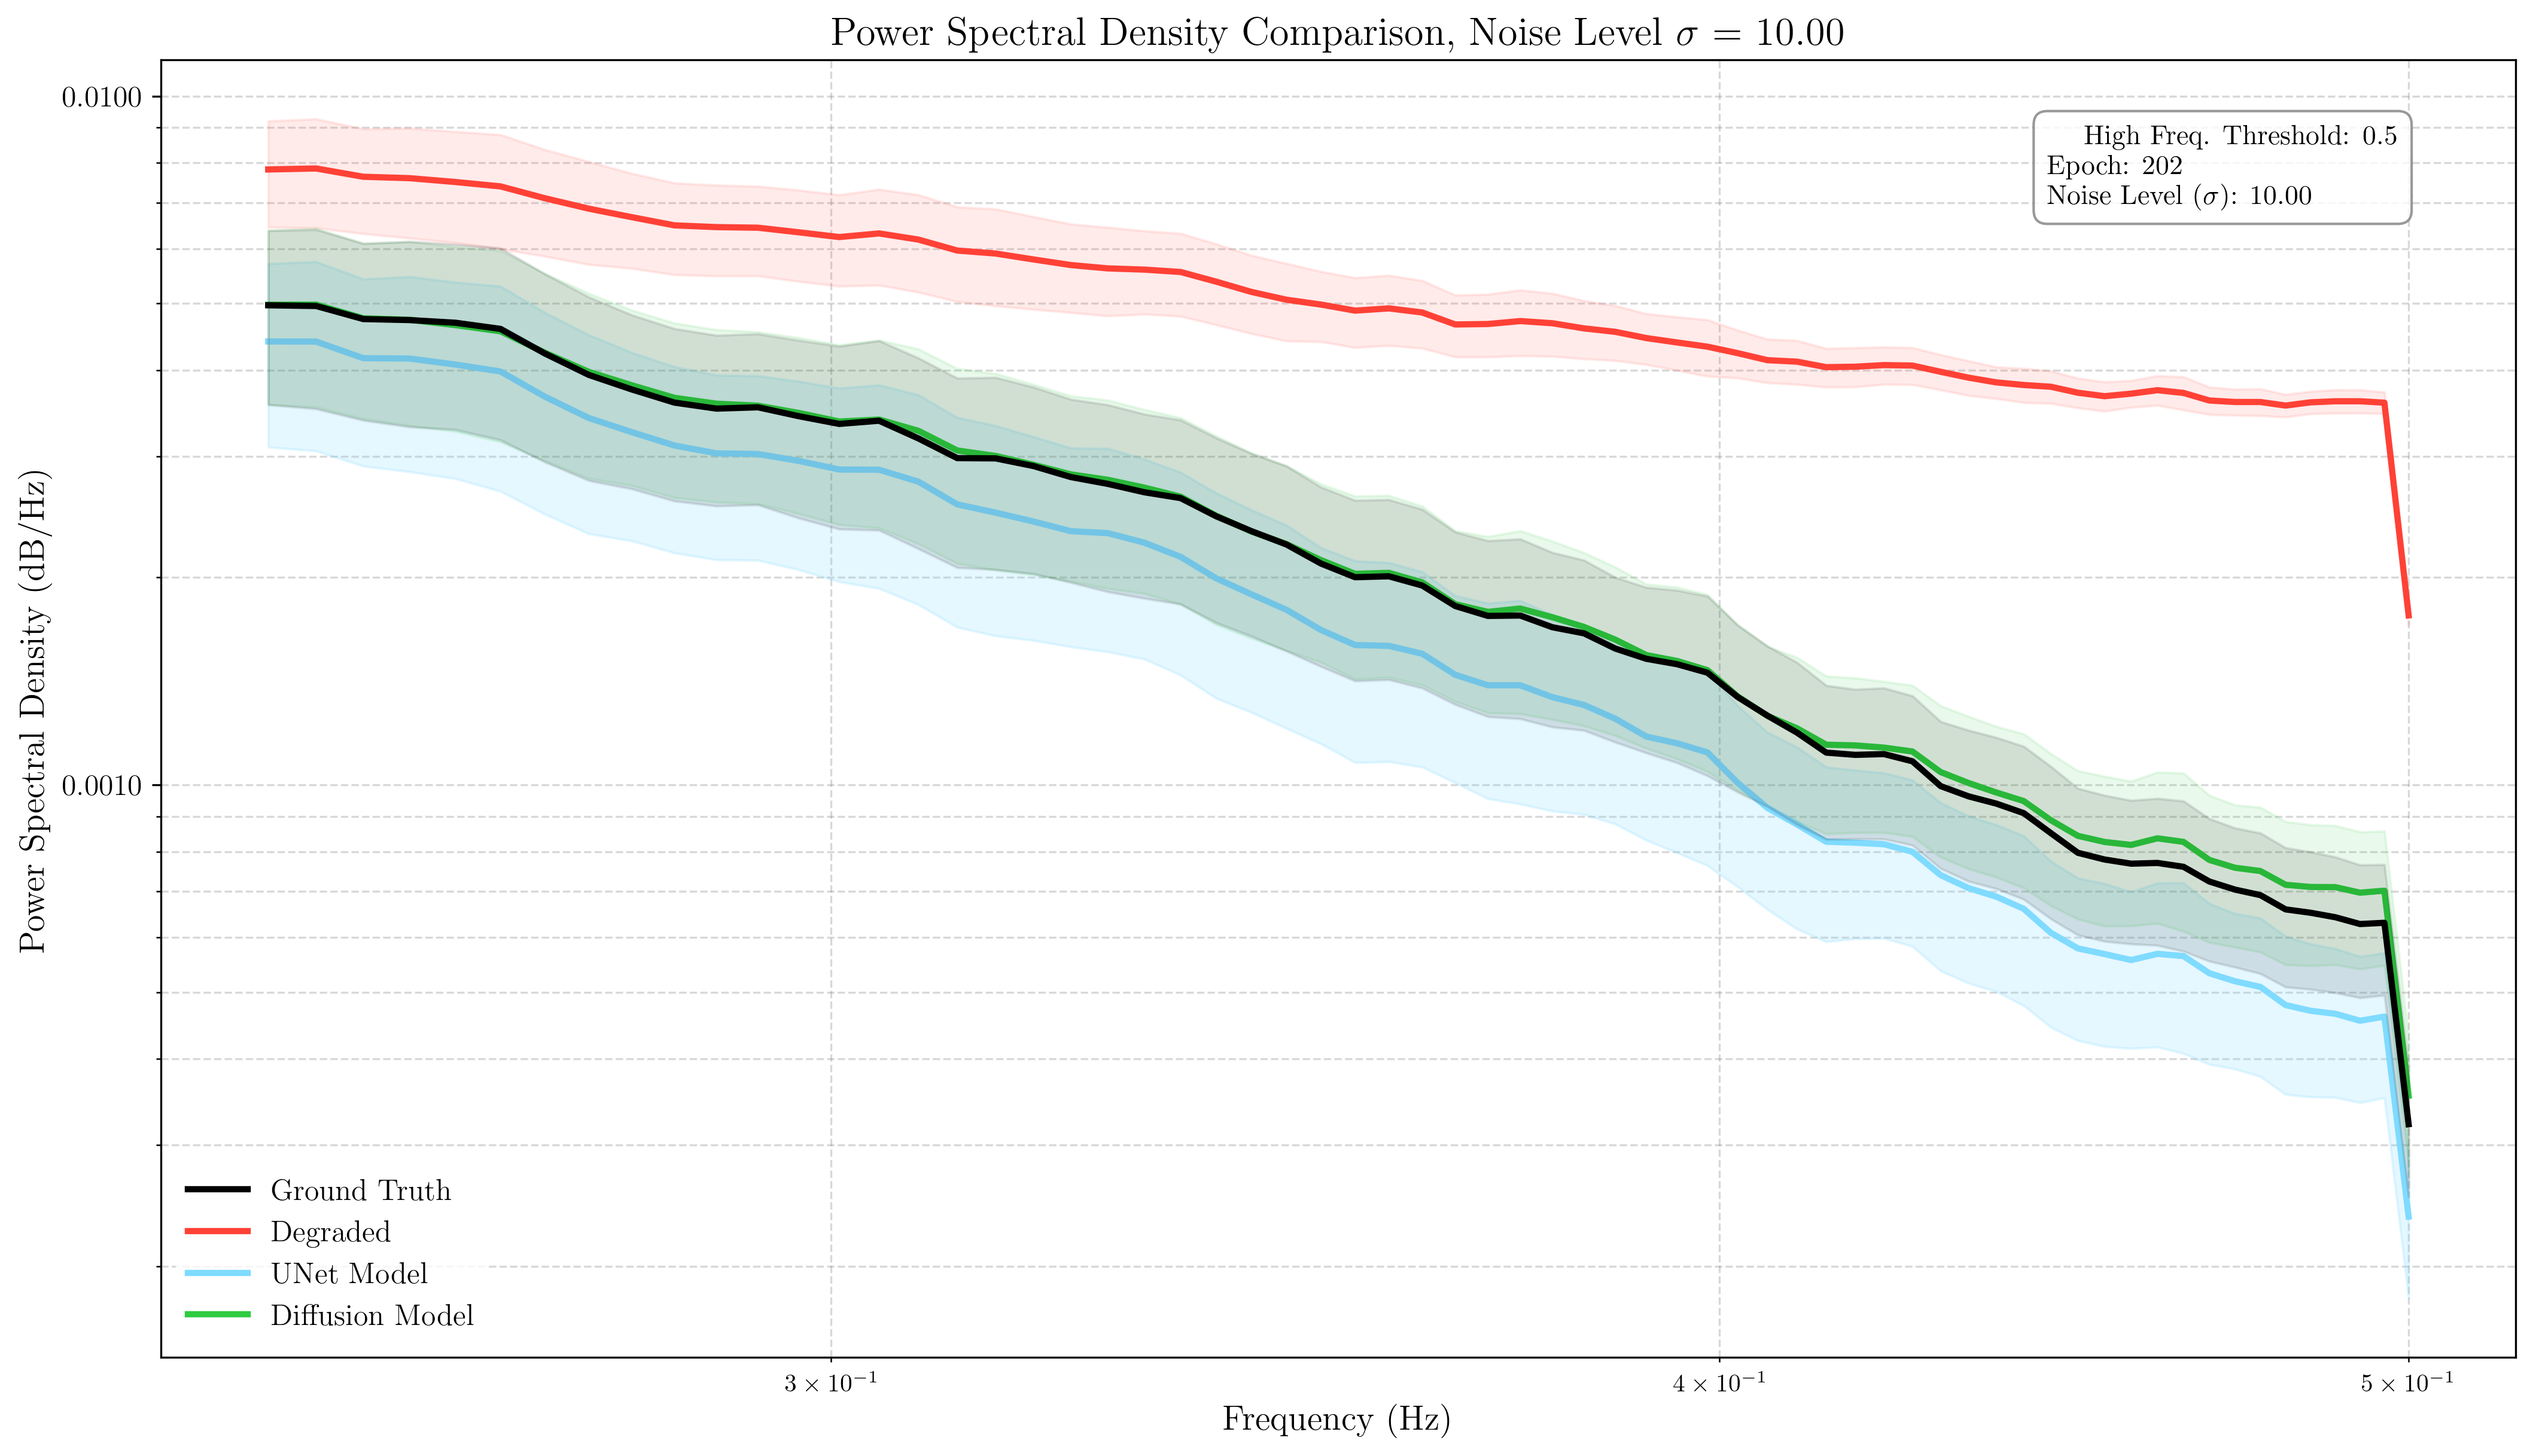 Power Spectral Density Comparison, Noise Level σ = 10.00
0.0100
0.0010
Power Spectral Density (dB/Hz)
High Freq. Threshold: 0.5
Epoch: 202
Noise Level (σ): 10.00
Ground Truth
Degraded
UNet Model
Diffusion Model
3 × 10⁻¹
4 × 10⁻¹
5 × 10⁻¹
Frequency (Hz)